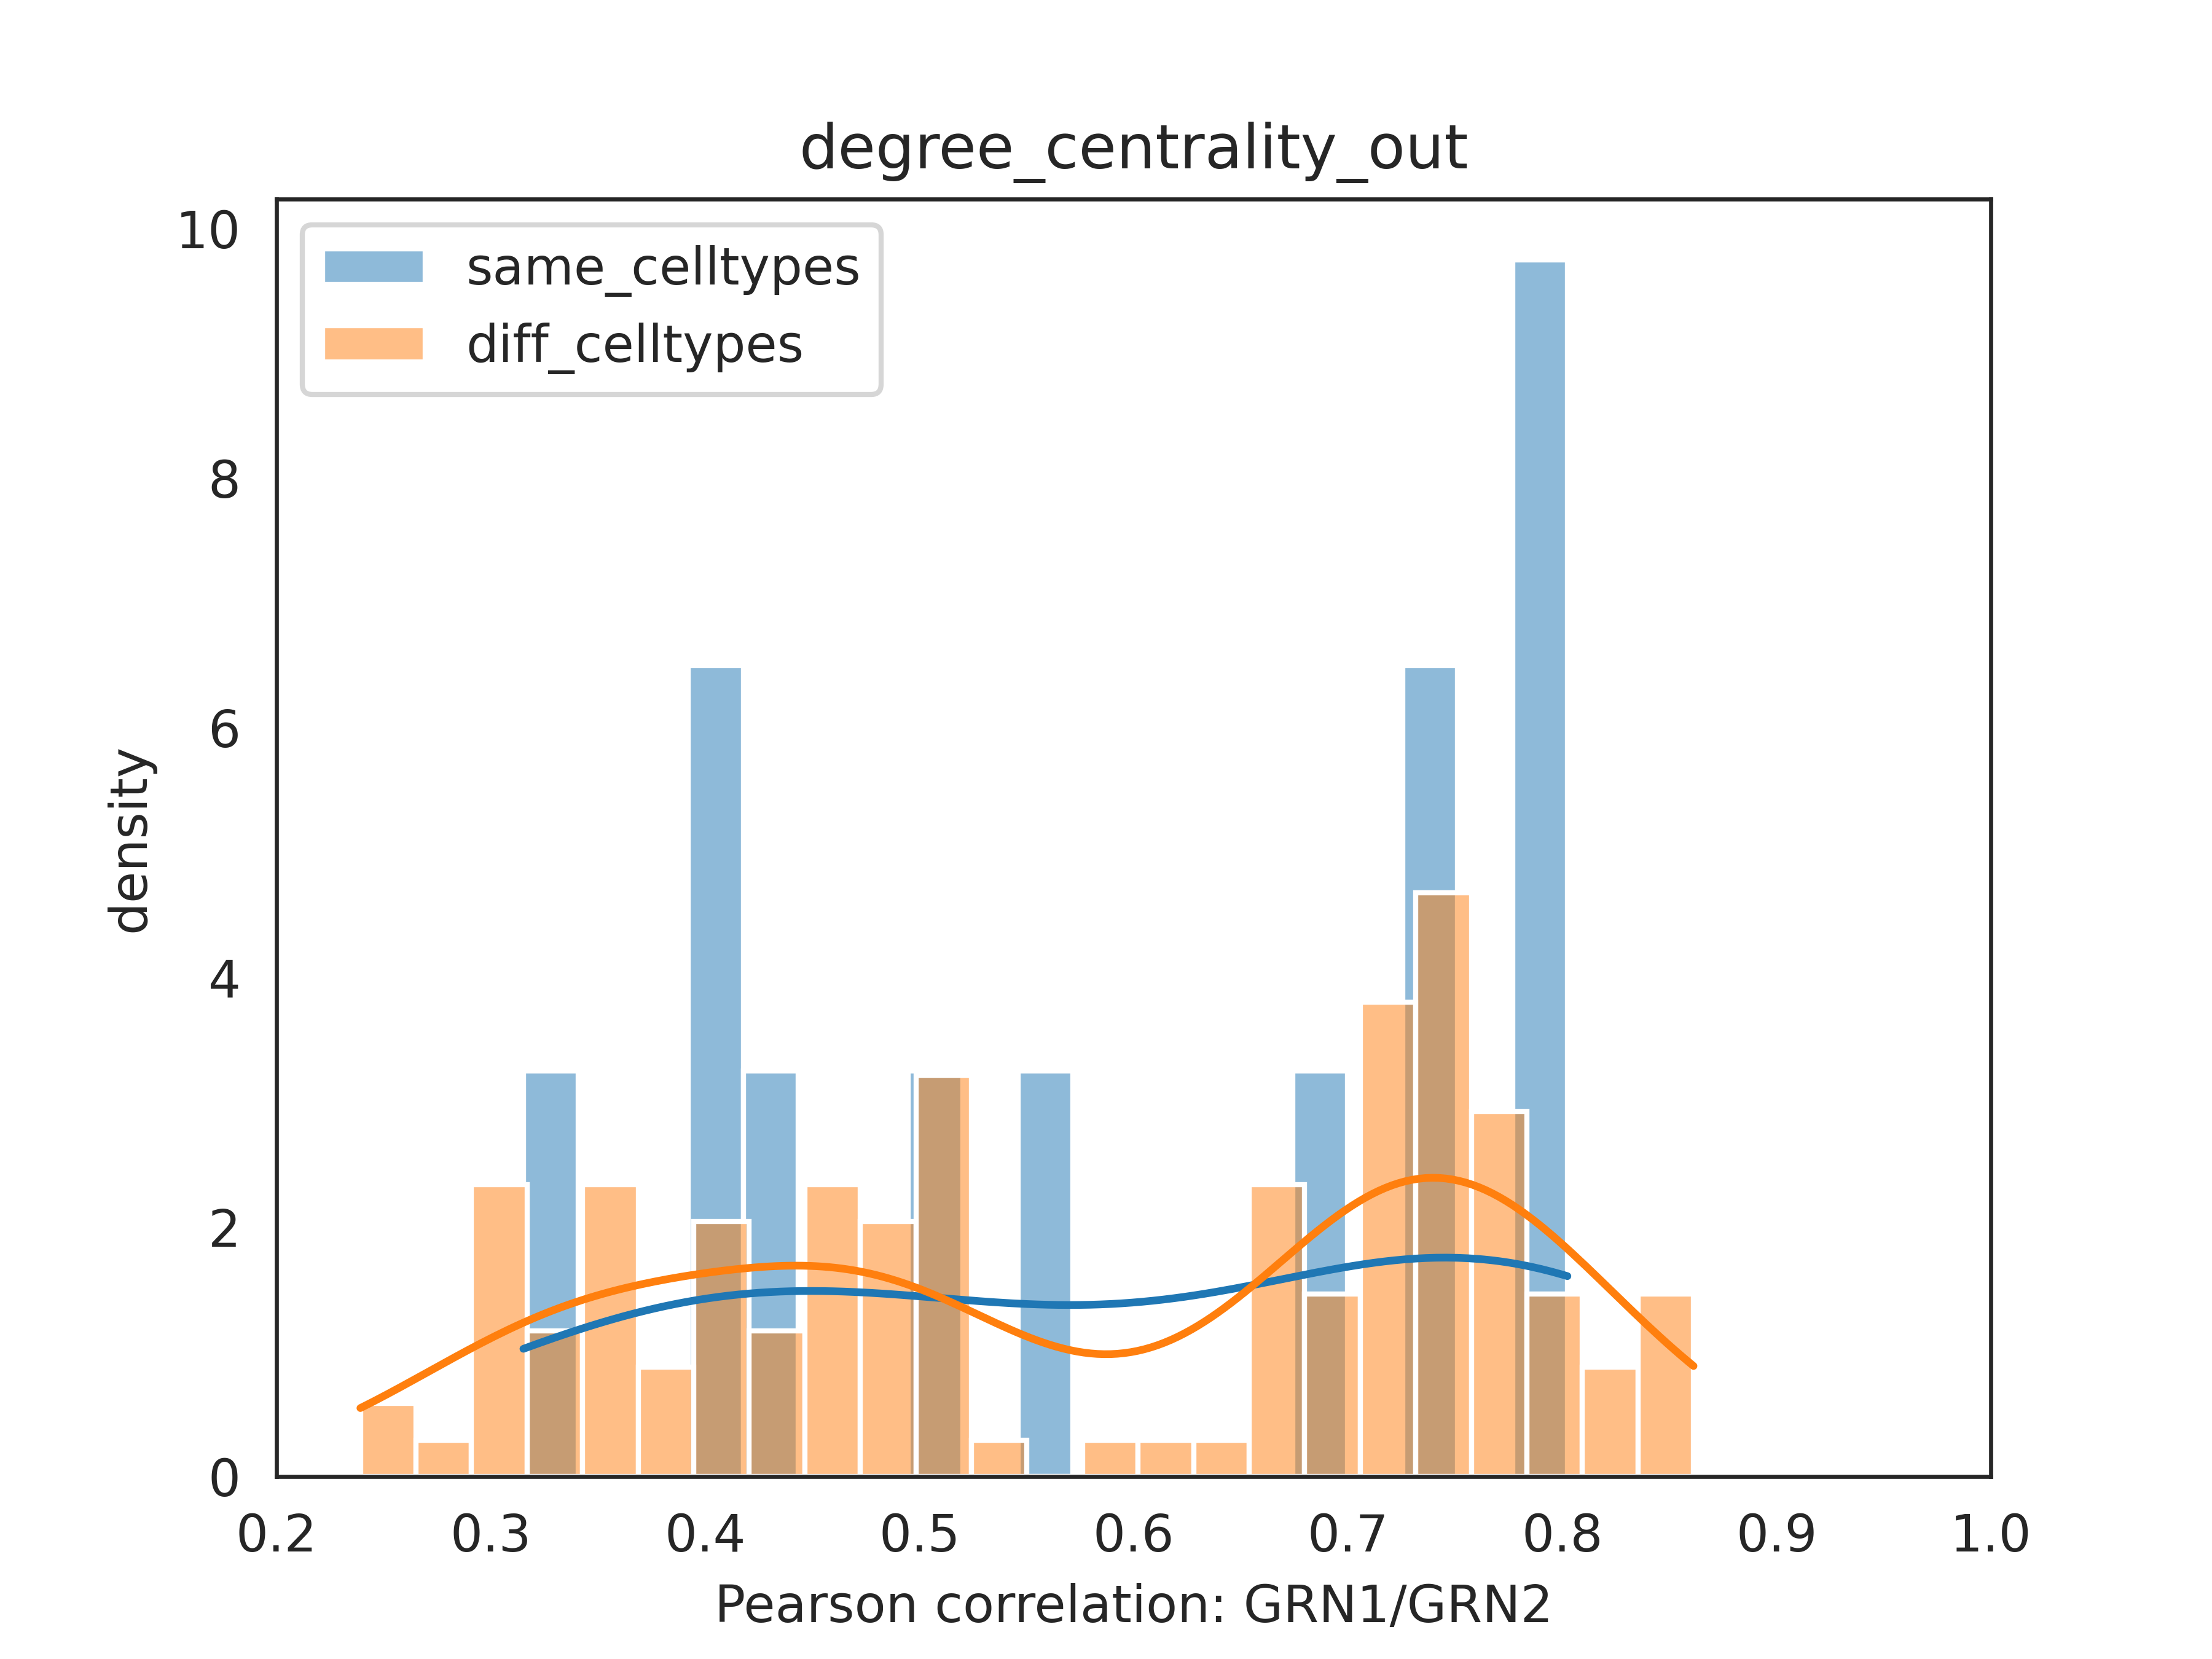 degree_centrality_out
same_celltypes
diff_celltypes
density
10
8
6
4
2
0
0.2 0.3 0.4 0.5 0.6 0.7 0.8 0.9 1.0
Pearson correlation: GRN1/GRN2